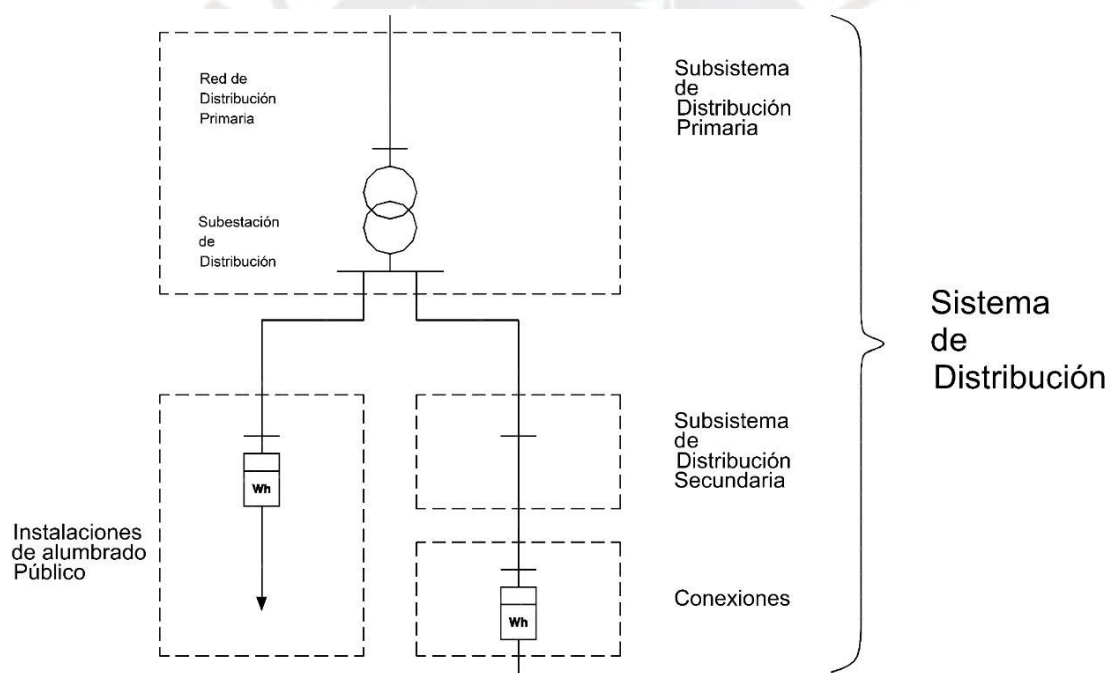 Red de
Distribución
Primaria
Subsistema
de
Distribución
Primaria
Subestación
de
Distribución
Sistema
de
Distribución
Subsistema
de
Distribución
Secundaria
Wh
Instalaciones
de alumbrado
Público
Conexiones
Wh